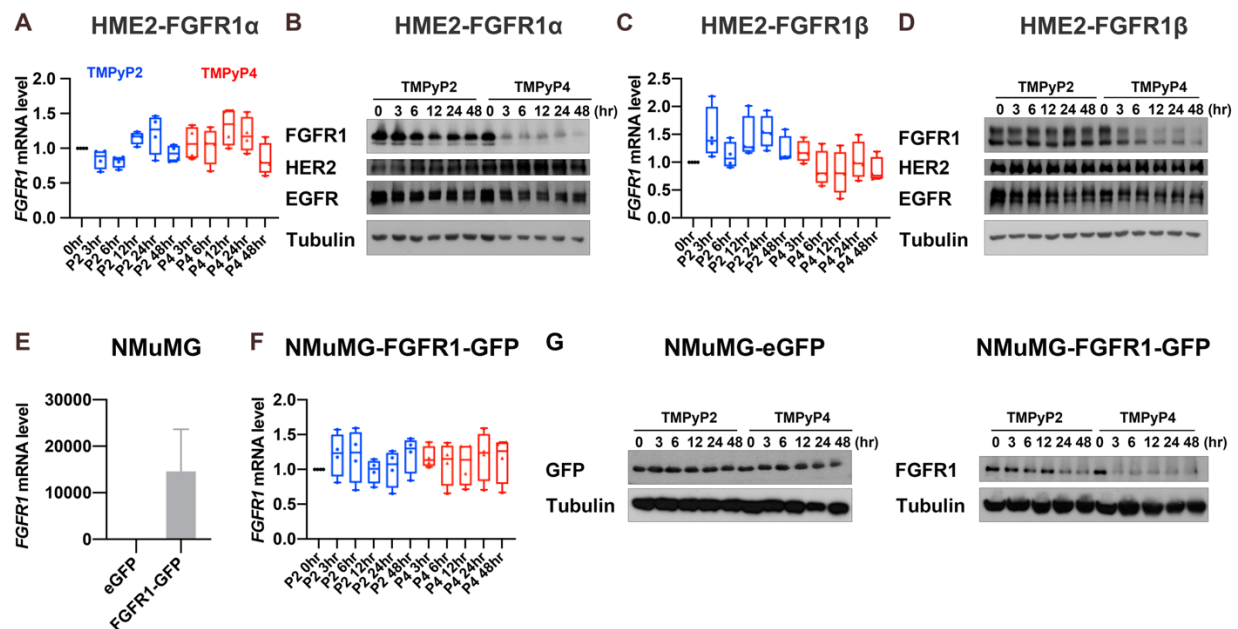 A HME2-FGFR1α
TMPyP2 TMPyP4
FGFR1 mRNA level
2.0
1.5
1.0
0.5
0.0
0hr P2 3hr P2 6hr P2 12hr P2 24hr P2 48hr P4 3hr P4 6hr P4 12hr P4 24hr P4 48hr
B HME2-FGFR1α
TMPyP2 TMPyP4
0 3 6 12 24 48 0 3 6 12 24 48 (hr)
FGFR1
HER2
EGFR
Tubulin
C HME2-FGFR1β
FGFR1 mRNA level
2.5
2.0
1.5
1.0
0.5
0.0
0hr P2 3hr P2 6hr P2 12hr P2 24hr P2 48hr P4 3hr P4 6hr P4 12hr P4 24hr P4 48hr
D HME2-FGFR1β
TMPyP2 TMPyP4
0 3 6 12 24 48 0 3 6 12 24 48 (hr)
FGFR1
HER2
EGFR
Tubulin
E NMuMG
FGFR1 mRNA level
30000
20000
10000
0
eGFP FGFR1-GFP
F NMuMG-FGFR1-GFP
FGFR1 mRNA level
2.0
1.5
1.0
0.5
0.0
P2 0hr P2 3hr P2 6hr P2 12hr P2 24hr P2 48hr P4 3hr P4 6hr P4 12hr P4 24hr P4 48hr
G NMuMG-eGFP
TMPyP2 TMPyP4
0 3 6 12 24 48 0 3 6 12 24 48 (hr)
GFP
Tubulin
NMuMG-FGFR1-GFP
TMPyP2 TMPyP4
0 3 6 12 24 48 0 3 6 12 24 48 (hr)
FGFR1
Tubulin